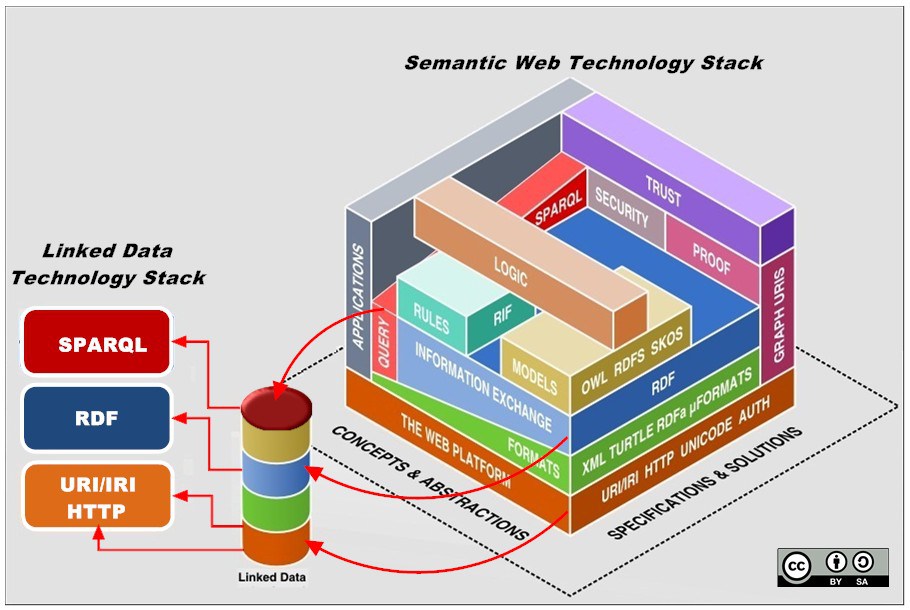 Semantic Web Technology Stack
Linked Data
Technology Stack
SPARQL
RDF
URI/IRI
HTTP
Linked Data
APPLICATIONS
TRUST
SPARQL
SECURITY
PROOF
GRAPH URIS
LOGIC
QUERY
RULES
RIF
MODELS
OWL RDFS SKOS
INFORMATION EXCHANGE
RDF
FORMATS
XML TURTLE RDFa µFORMATS
THE WEB PLATFORM
URI/IRI HTTP UNICODE AUTH
CONCEPTS & ABSTRACTIONS
SPECIFICATIONS & SOLUTIONS
cc
BY SA